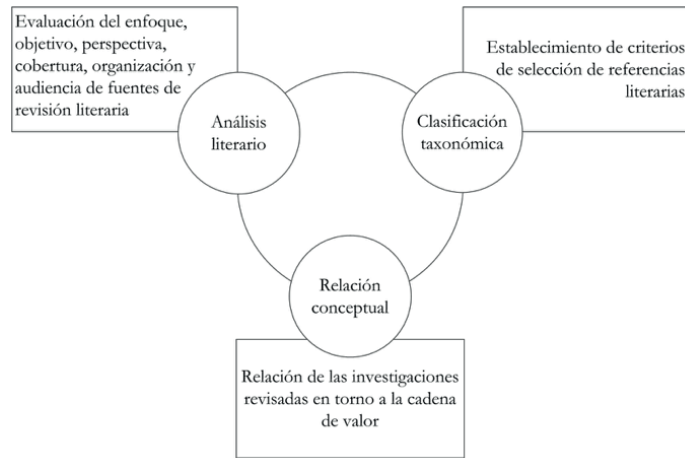 Evaluación del enfoque,
objetivo, perspectiva,
cobertura, organización y
audiencia de fuentes de
revisión literaria
Análisis
literario
Establecimiento de criterios
de selección de referencias
literarias
Clasificación
taxonómica
Relación
conceptual
Relación de las investigaciones
revisadas en torno a la cadena
de valor